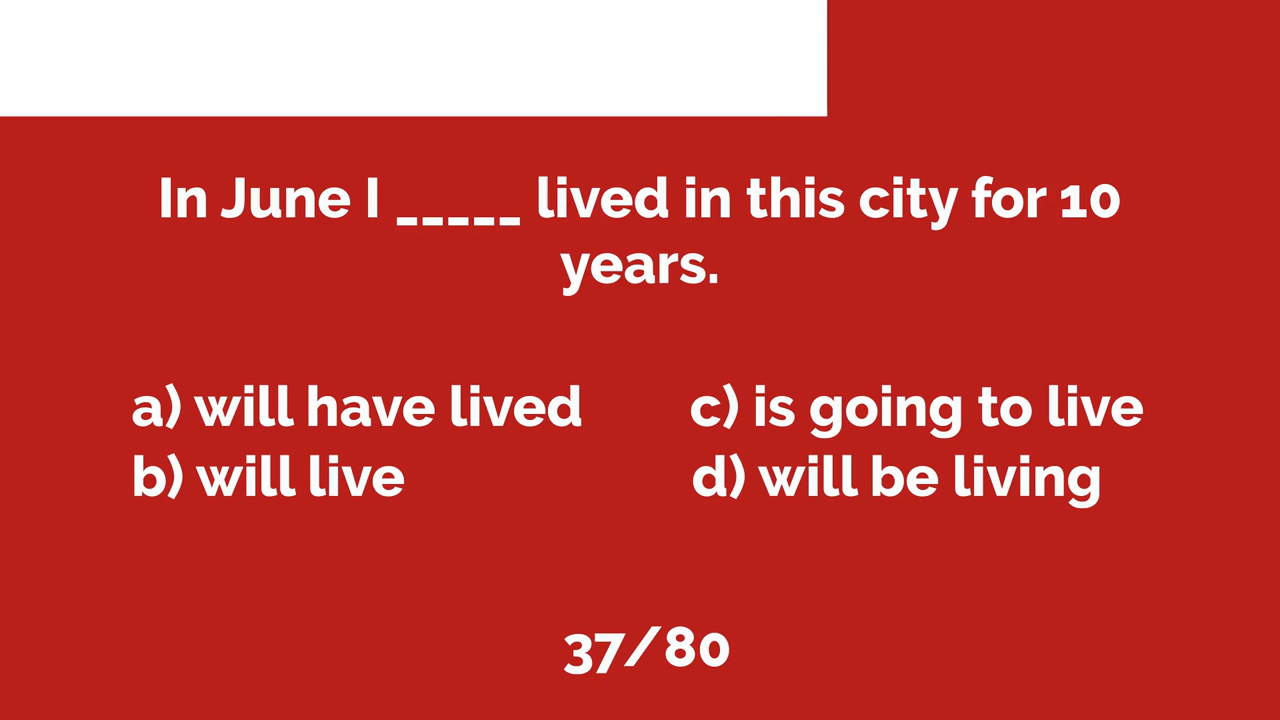 In June I _____ lived in this city for 10
years.
a) will have lived
b) will live
c) is going to live
d) will be living
37/80